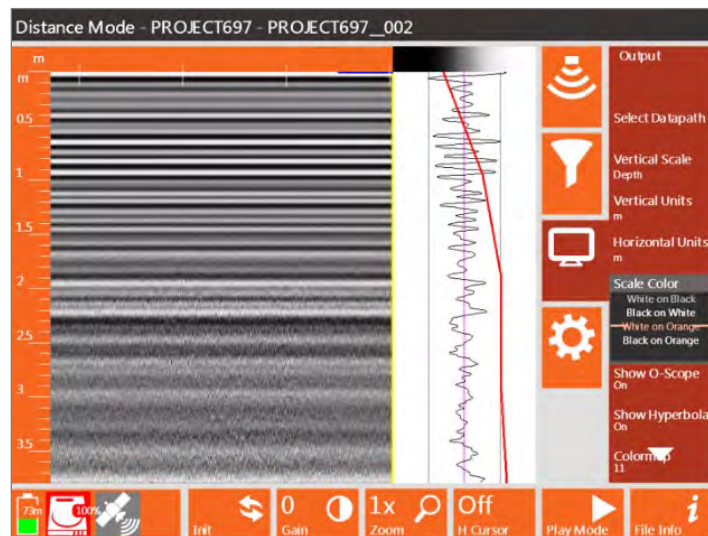 Distance Mode - PROJECT697 - PROJECT697__002
m
m
0.5
1
1.5
2
2.5
3
3.5
Output
Select Datapath
Vertical Scale
Depth
Vertical Units
m
Horizontal Units
m
Scale Color
White on Black
Black on White
White on Orange
Black on Orange
Show O-Scope
On
Show Hyperbola
On
Colormap
11
73m
100%
Init
0
Gain
1x
Zoom
Off
H Cursor
Play Mode
i
File Info